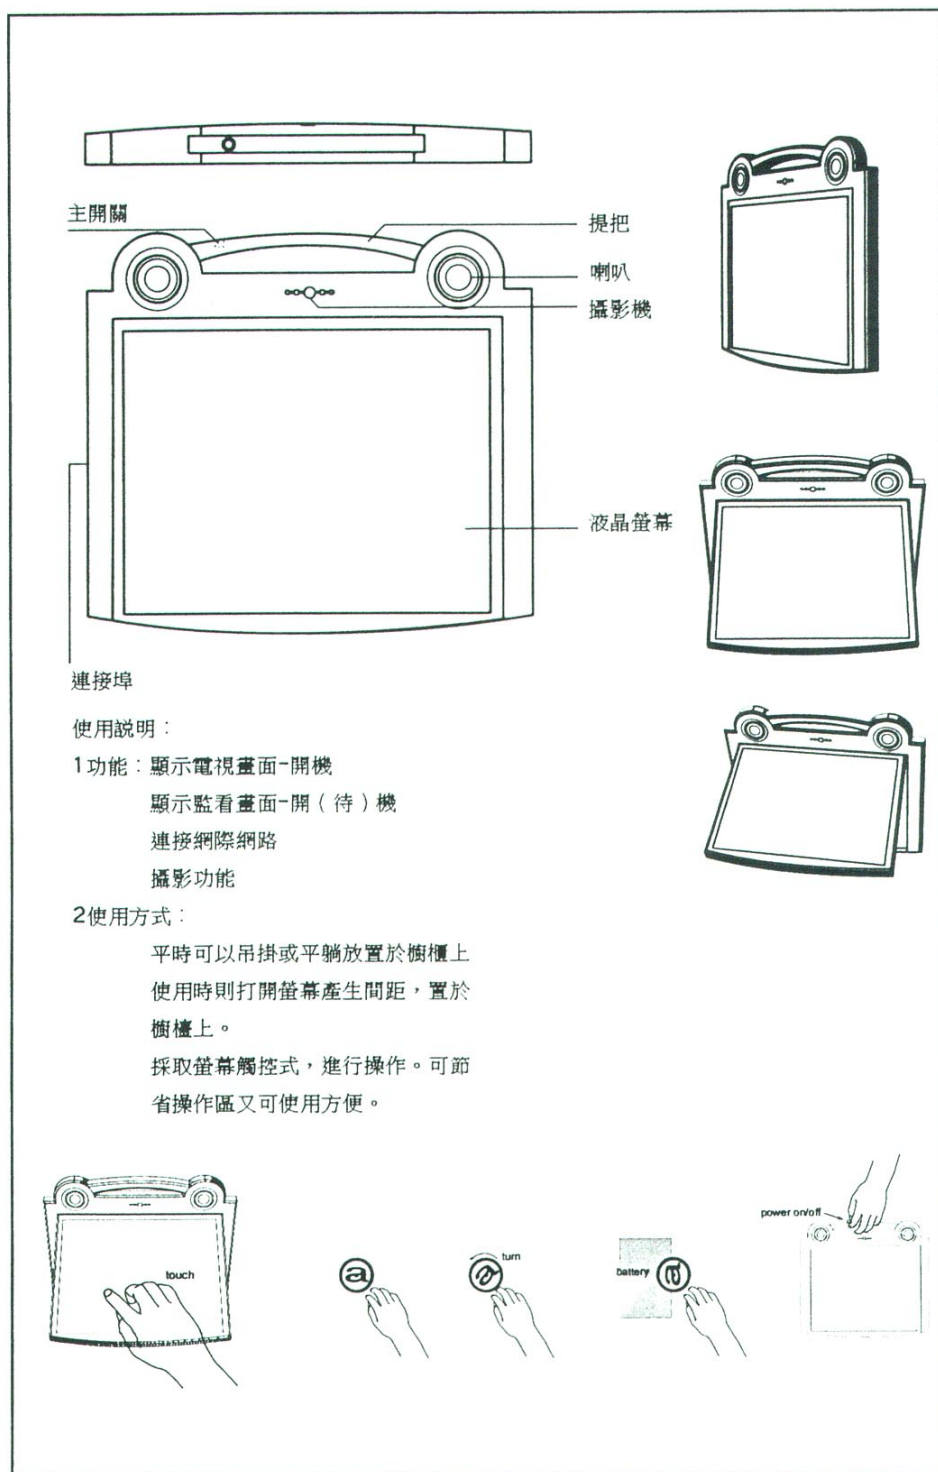 主開關
提把
喇叭
攝影機
液晶螢幕
連接埠
使用說明：
1功能：顯示電視畫面-開機
顯示監看畫面-開（待）機
連接網際網路
攝影功能
2使用方式：
平時可以吊掛或平躺放置於櫥櫃上
使用時則打開螢幕產生間距，置於
櫥檯上。
採取螢幕觸控式，進行操作。可節
省操作區又可使用方便。
power on/off
touch
a
turn
a
battery
a